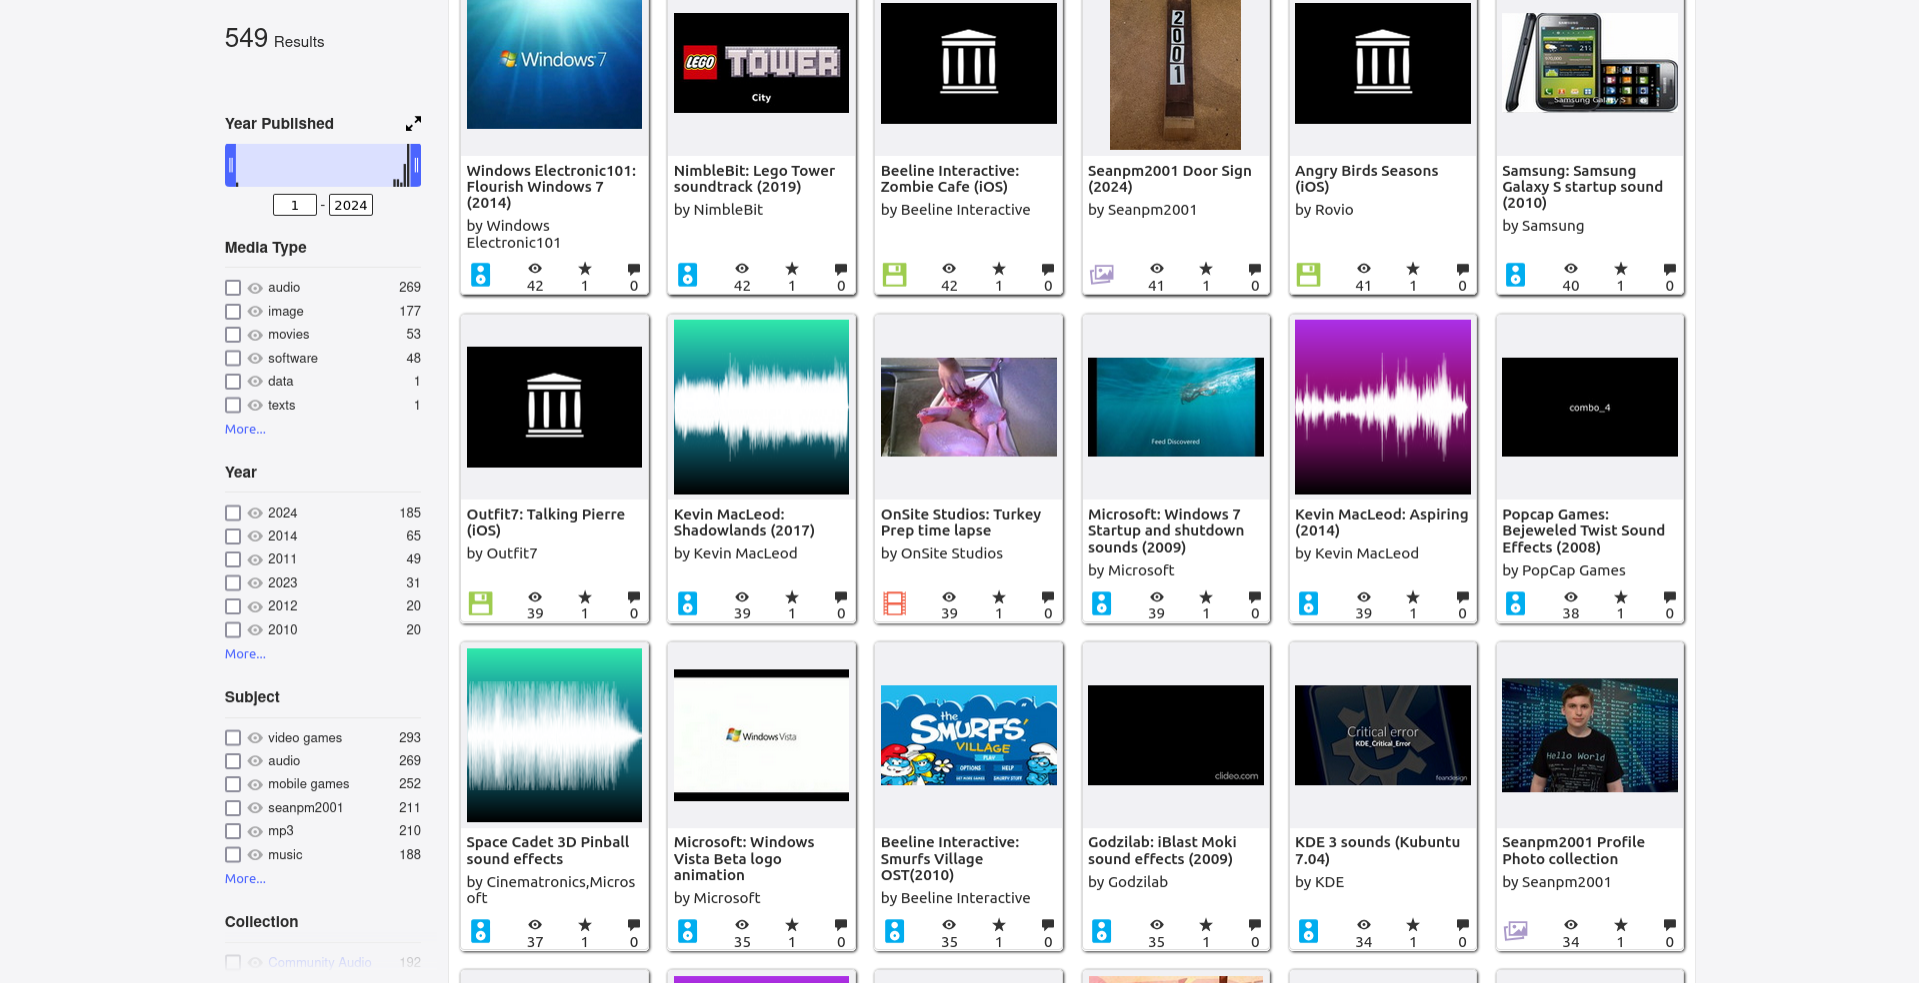 549 Results
Year Published
1 - 2024
Media Type
audio 269
image 177
movies 53
software 48
data 1
texts 1
More...
Year
2024 185
2014 65
2011 49
2023 31
2012 20
2010 20
More...
Subject
video games 293
audio 269
mobile games 252
seanpm2001 211
mp3 210
music 188
More...
Collection
Community Audio 192
Windows 7
Windows Electronic101:
Flourish Windows 7
(2014)
by Windows
Electronic101
42 1 0
LEGO TOWER
City
NimbleBit: Lego Tower
soundtrack (2019)
by NimbleBit
42 1 0
Beeline Interactive:
Zombie Cafe (iOS)
by Beeline Interactive
42 1 0
2001
Seanpm2001 Door Sign
(2024)
by Seanpm2001
41 1 0
Angry Birds Seasons
(iOS)
by Rovio
41 1 0
Samsung Galaxy S
Samsung: Samsung
Galaxy S startup sound
(2010)
by Samsung
40 1 0
Outfit7: Talking Pierre
(iOS)
by Outfit7
39 1 0
Kevin MacLeod:
Shadowlands (2017)
by Kevin MacLeod
39 1 0
OnSite Studios: Turkey
Prep time lapse
by OnSite Studios
39 1 0
Feed Discovered
Microsoft: Windows 7
Startup and shutdown
sounds (2009)
by Microsoft
39 1 0
Kevin MacLeod: Aspiring
(2014)
by Kevin MacLeod
39 1 0
combo_4
Popcap Games:
Bejeweled Twist Sound
Effects (2008)
by PopCap Games
38 1 0
Space Cadet 3D Pinball
sound effects
by Cinematronics,Micros
oft
37 1 0
Windows Vista
Microsoft: Windows
Vista Beta logo
animation
by Microsoft
35 1 0
the
SMURFS'
VILLAGE
PLAY
OPTIONS HELP
GET MORE GAMES SMURFY STUFF
Beeline Interactive:
Smurfs Village
OST(2010)
by Beeline Interactive
35 1 0
clideo.com
Godzilab: iBlast Moki
sound effects (2009)
by Godzilab
35 1 0
Critical error
KDE_Critical_Error
KDE 3 sounds (Kubuntu
7.04)
by KDE
34 1 0
Hello World
Seanpm2001 Profile
Photo collection
by Seanpm2001
34 1 0